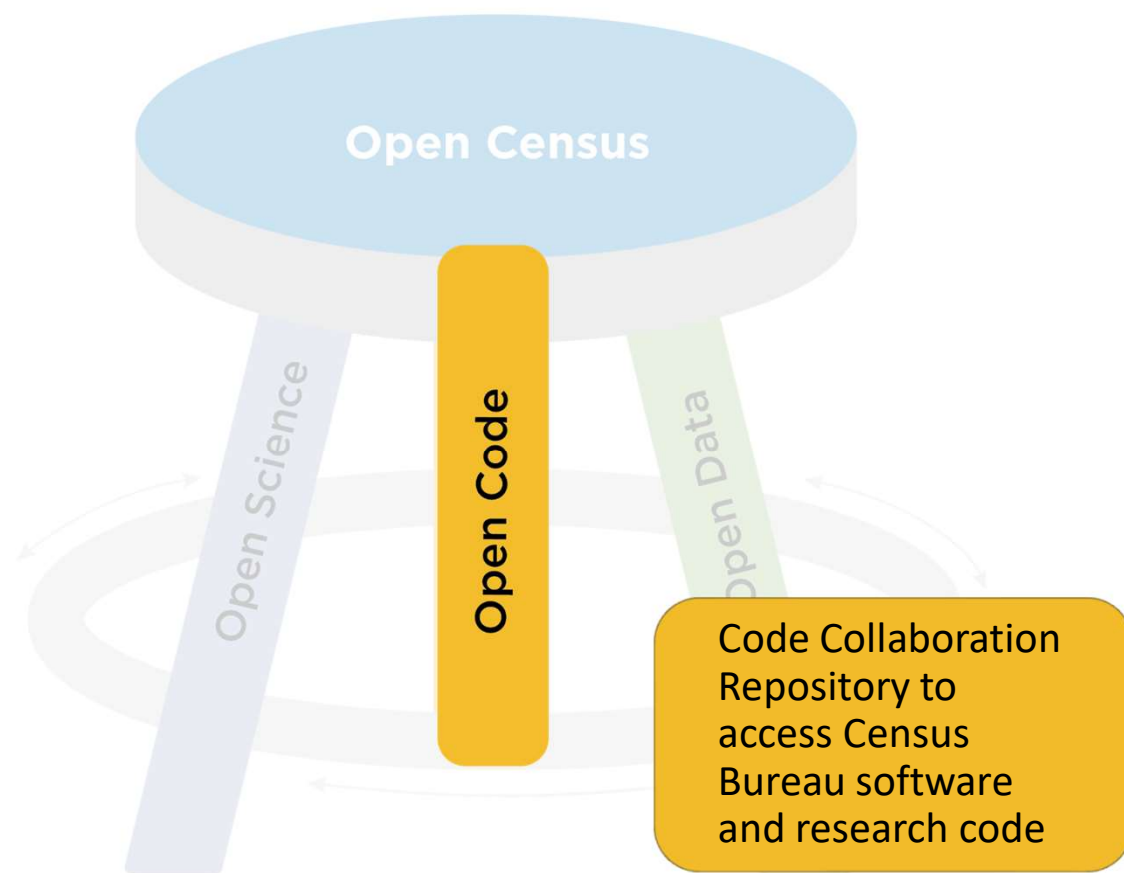 Open Census
Open Science
Open Code
Open Data
Code Collaboration
Repository to
access Census
Bureau software
and research code